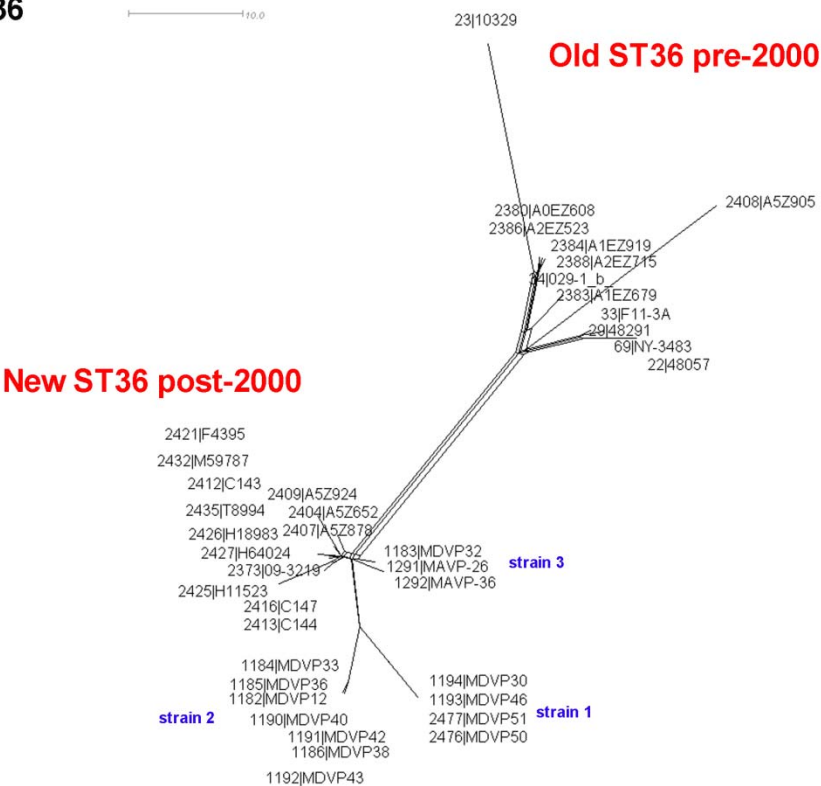 36
10.0
23|10329
Old ST36 pre-2000
2408|A5Z905
2380|A0EZ608
2386|A2EZ523
2384|A1EZ919
2388|A2EZ715
34|029-1_b_
2383|A1EZ679
33|F11-3A
29|48291
69|NY-3483
22|48057
New ST36 post-2000
2421|F4395
2432|M59787
2412|C143
2409|A5Z924
2435|T8994
2404|A5Z652
2426|H18983
2407|A5Z878
2427|H64024
2373|09-3219
2425|H11523
2416|C147
2413|C144
1183|MDVP32
1291|MAVP-26
1292|MAVP-36
strain 3
1184|MDVP33
1185|MDVP36
1182|MDVP12
strain 2
1190|MDVP40
1191|MDVP42
1186|MDVP38
1192|MDVP43
1194|MDVP30
1193|MDVP46
2477|MDVP51
2476|MDVP50
strain 1